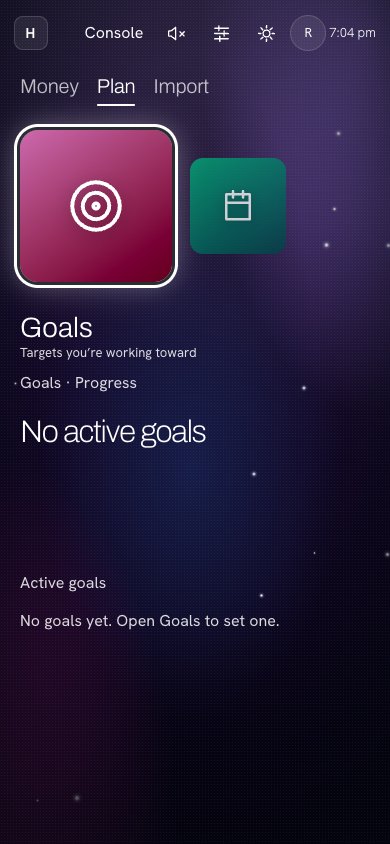 H Console R 7:04 pm
Money Plan Import
Goals
Targets you're working toward
· Goals · Progress
No active goals
Active goals
No goals yet. Open Goals to set one.